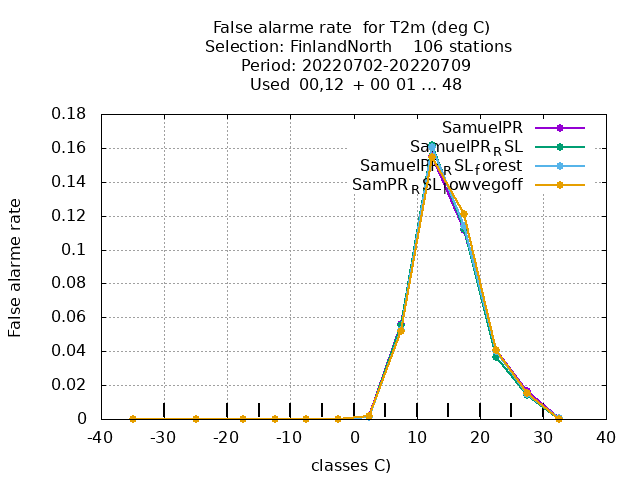 False alarme rate  for T2m (deg C)
Selection: FinlandNorth    106 stations
Period: 20220702-20220709
Used  00,12  + 00 01 ... 48
0.18
0.16
0.14
0.12
0.1
0.08
0.06
0.04
0.02
0
False alarme rate
SamuelPR
SamuelPR_RSL
SamuelPR_RSL_forest
SamPR_RSL_lowvegoff
-40 -30 -20 -10 0 10 20 30 40
classes C)